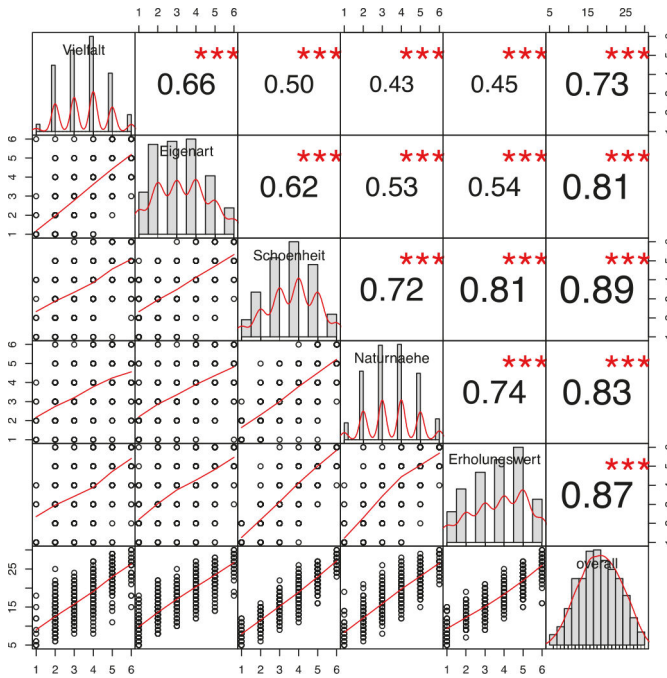 1 2 3 4 5 6 1 2 3 4 5 6 5 15 25
Vielfalt *** *** *** *** ***
0.66 0.50 0.43 0.45 0.73
6 5 4 3 2 1 Eigenart *** *** *** ***
0.62 0.53 0.54 0.81
Schoenheit *** *** ***
0.72 0.81 0.89
6 5 4 3 2 1 Naturnaehe *** ***
0.74 0.83
Erholungswert ***
0.87
25 15 5 overall
1 2 3 4 5 6 1 2 3 4 5 6 1 2 3 4 5 6